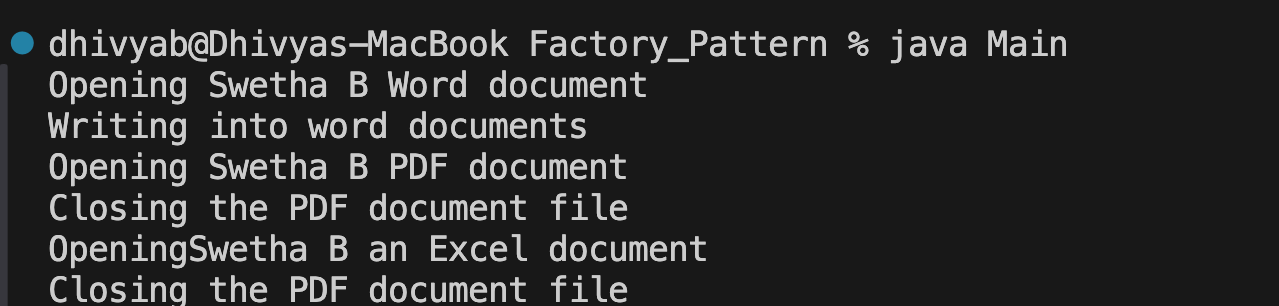 dhivyab@Dhivyas-MacBook Factory_Pattern % java Main
Opening Swetha B Word document
Writing into word documents
Opening Swetha B PDF document
Closing the PDF document file
OpeningSwetha B an Excel document
Closing the PDF document file